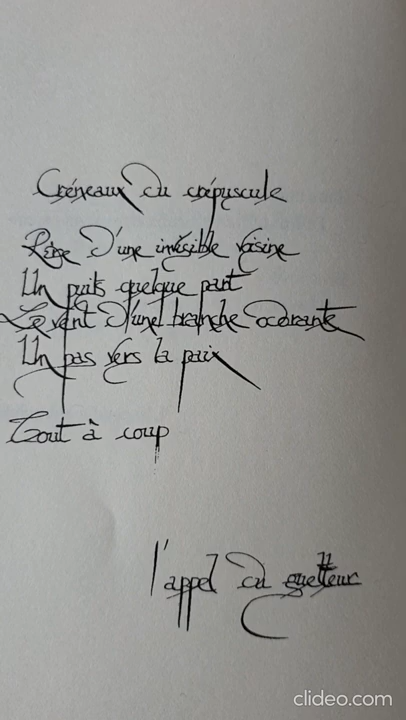 Créneaux du crépuscule
d'une invisible voisine
Un puits quelque part
Le vent d'une branche odorante
Un pas vers la paix
Tout à coup
l'appel du guetteur
clideo.com